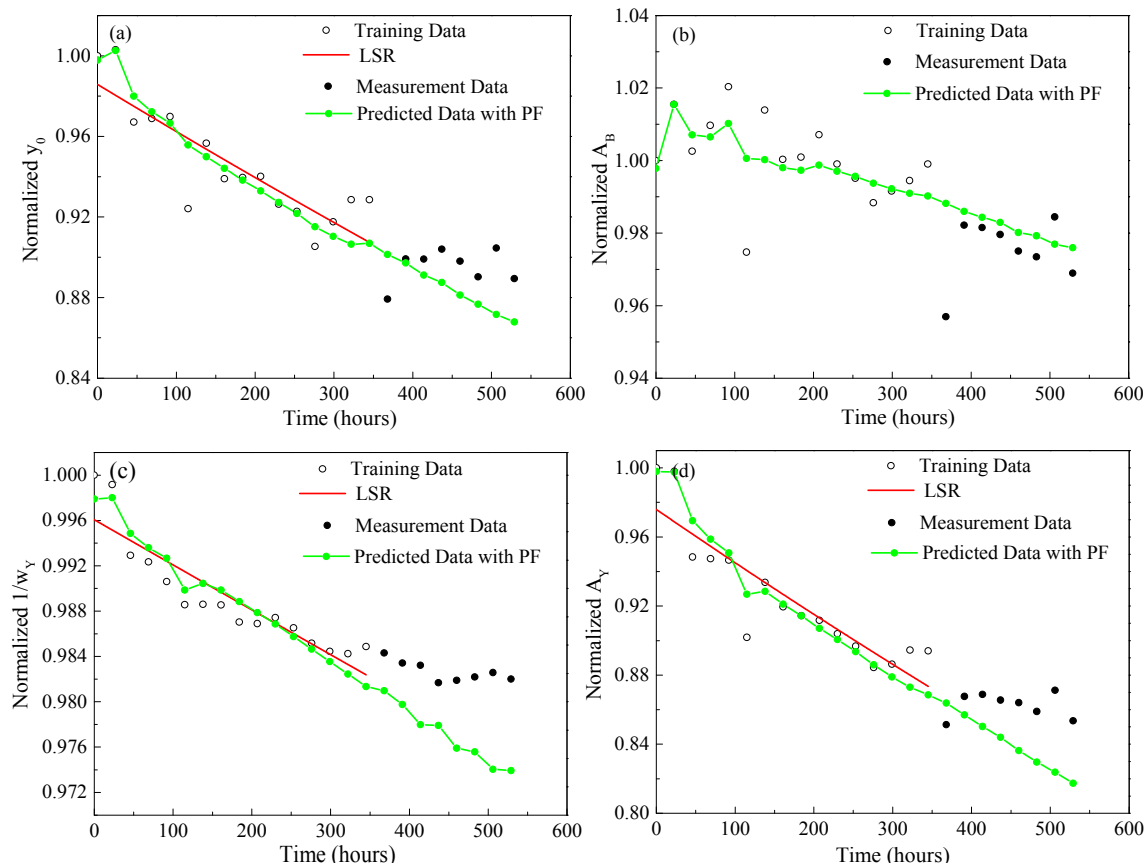 (a)
Training Data
LSR
Measurement Data
Predicted Data with PF
1.00
0.96
0.92
0.88
0.84
Normalized y0
0 100 200 300 400 500 600
Time (hours)
(b)
Training Data
Measurement Data
Predicted Data with PF
1.04
1.02
1.00
0.98
0.96
0.94
Normalized AB
0 100 200 300 400 500 600
Time (hours)
(c)
Training Data
LSR
Measurement Data
Predicted Data with PF
1.000
0.996
0.992
0.988
0.984
0.980
0.976
0.972
Normalized 1/wY
0 100 200 300 400 500 600
Time (hours)
(d)
Training Data
LSR
Measurement Data
Predicted Data with PF
1.00
0.96
0.92
0.88
0.84
0.80
Normalized AY
0 100 200 300 400 500 600
Time (hours)